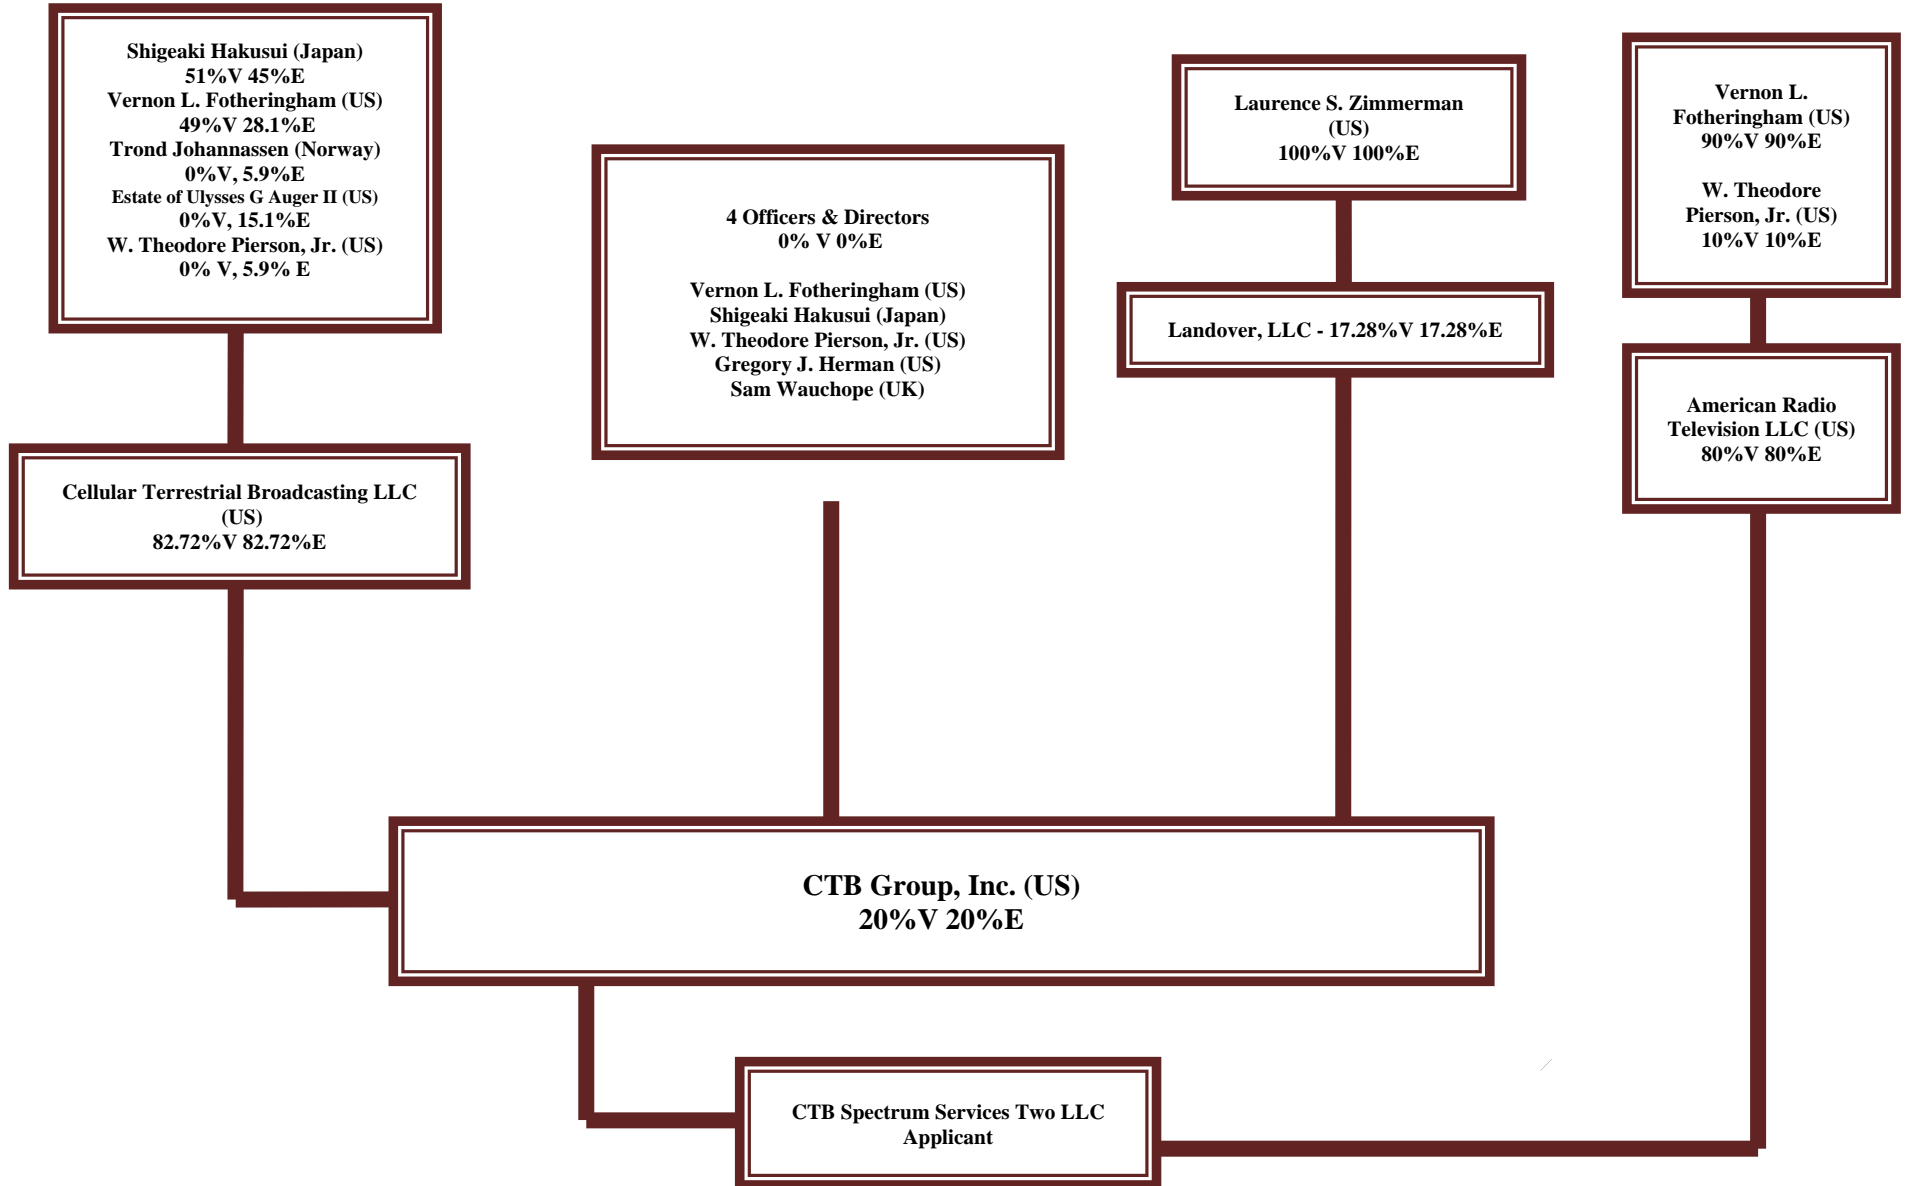 Shigeaki Hakusui (Japan)
51%V 45%E
Vernon L. Fotheringham (US)
49%V 28.1%E
Trond Johannassen (Norway)
0%V, 5.9%E
Estate of Ulysses G Auger II (US)
0%V, 15.1%E
W. Theodore Pierson, Jr. (US)
0% V, 5.9% E
Cellular Terrestrial Broadcasting LLC
(US)
82.72%V 82.72%E
4 Officers & Directors
0% V 0%E
Vernon L. Fotheringham (US)
Shigeaki Hakusui (Japan)
W. Theodore Pierson, Jr. (US)
Gregory J. Herman (US)
Sam Wauchope (UK)
Laurence S. Zimmerman
(US)
100%V 100%E
Landover, LLC - 17.28%V 17.28%E
Vernon L.
Fotheringham (US)
90%V 90%E
W. Theodore
Pierson, Jr. (US)
10%V 10%E
American Radio
Television LLC (US)
80%V 80%E
CTB Group, Inc. (US)
20%V 20%E
CTB Spectrum Services Two LLC
Applicant